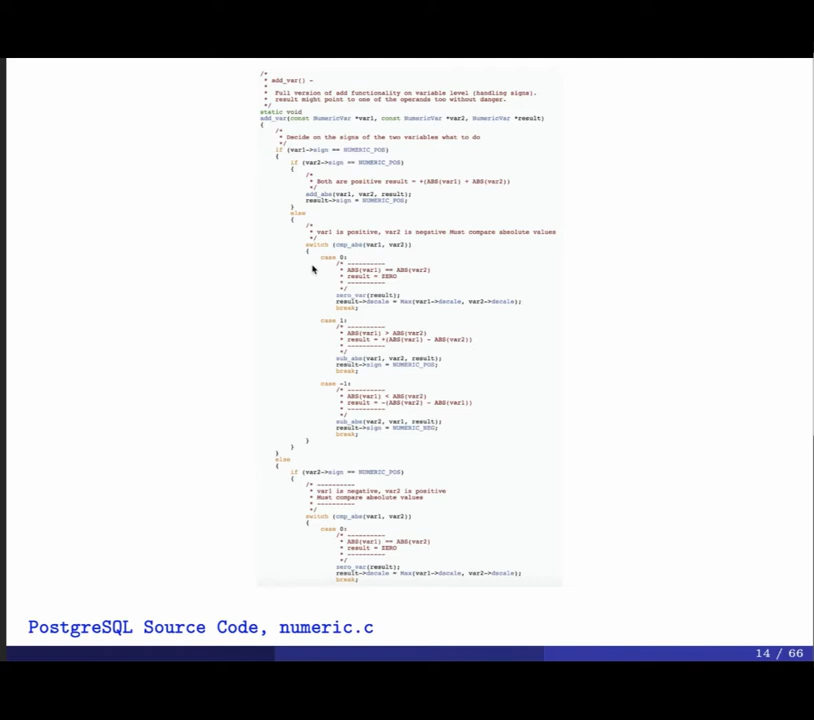 /*
* add_var() -
*
* Full version of add functionality on variable level (handling signs).
* result might point to one of the operands too without danger.
*/
static void
add_var(const NumericVar *var1, const NumericVar *var2, NumericVar *result)
{
/*
* Decide on the signs of the two variables what to do
*/
if (var1->sign == NUMERIC_POS)
{
if (var2->sign == NUMERIC_POS)
{
/*
* Both are positive result = +(ABS(var1) + ABS(var2))
*/
add_abs(var1, var2, result);
result->sign = NUMERIC_POS;
}
else
{
/*
* var1 is positive, var2 is negative Must compare absolute values
*/
switch (cmp_abs(var1, var2))
{
case 0:
/* ----------
* ABS(var1) == ABS(var2)
* result = ZERO
* ----------
*/
zero_var(result);
result->dscale = Max(var1->dscale, var2->dscale);
break;
case 1:
/* ----------
* ABS(var1) > ABS(var2)
* result = +(ABS(var1) - ABS(var2))
* ----------
*/
sub_abs(var1, var2, result);
result->sign = NUMERIC_POS;
break;
case -1:
/* ----------
* ABS(var1) < ABS(var2)
* result = -(ABS(var2) - ABS(var1))
* ----------
*/
sub_abs(var2, var1, result);
result->sign = NUMERIC_NEG;
break;
}
}
}
else
{
if (var2->sign == NUMERIC_POS)
{
/* ----------
* var1 is negative, var2 is positive
* Must compare absolute values
* ----------
*/
switch (cmp_abs(var1, var2))
{
case 0:
/* ----------
* ABS(var1) == ABS(var2)
* result = ZERO
* ----------
*/
zero_var(result);
result->dscale = Max(var1->dscale, var2->dscale);
break;
PostgreSQL Source Code, numeric.c
14 / 66